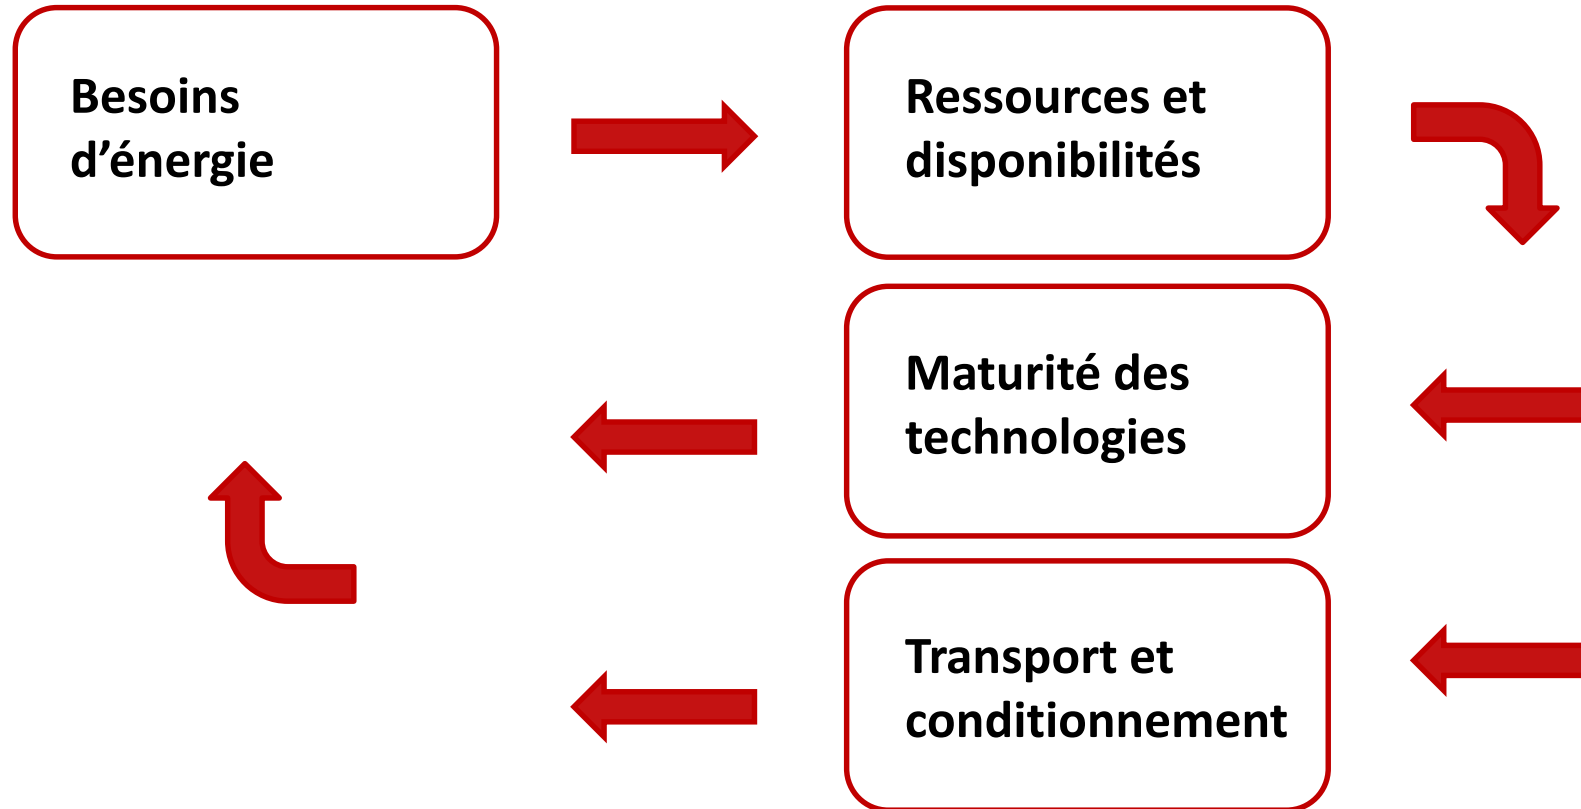 Besoins
d’énergie
Ressources et
disponibilités
Maturité des
technologies
Transport et
conditionnement